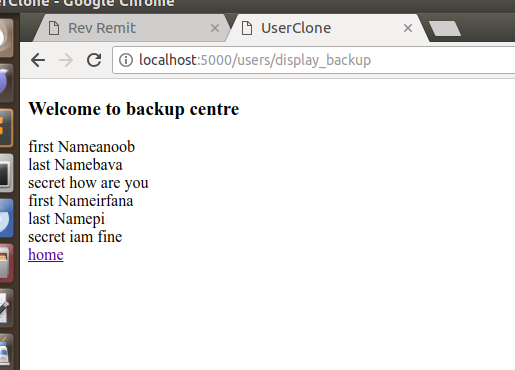 erClone - Google Chrome
Rev Remit
UserClone
localhost:5000/users/display_backup
Welcome to backup centre
first Nameanoob
last Namebava
secret how are you
first Nameirfana
last Namepi
secret iam fine
home